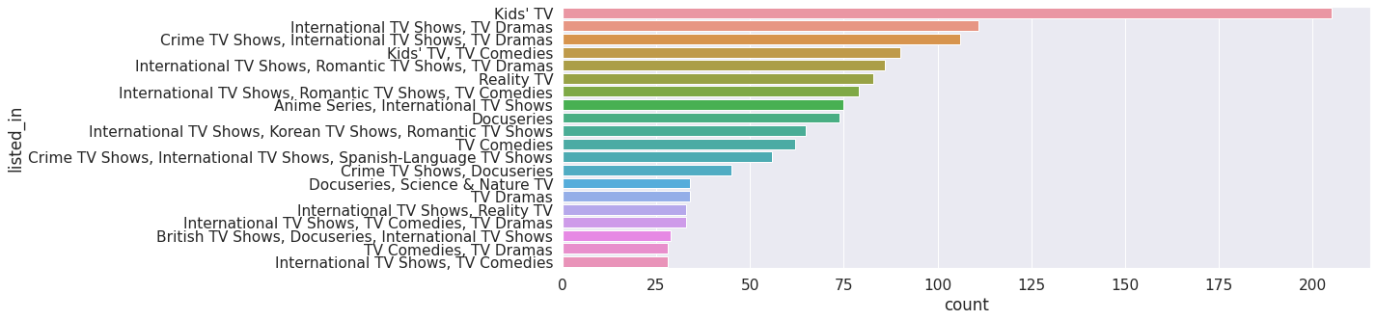 Kids' TV
International TV Shows, TV Dramas
Crime TV Shows, International TV Shows, TV Dramas
Kids' TV, TV Comedies
International TV Shows, Romantic TV Shows, TV Dramas
Reality TV
International TV Shows, Romantic TV Shows, TV Comedies
Anime Series, International TV Shows
Docuseries
International TV Shows, Korean TV Shows, Romantic TV Shows
TV Comedies
Crime TV Shows, International TV Shows, Spanish-Language TV Shows
Crime TV Shows, Docuseries
Docuseries, Science & Nature TV
TV Dramas
International TV Shows, Reality TV
International TV Shows, TV Comedies, TV Dramas
British TV Shows, Docuseries, International TV Shows
TV Comedies, TV Dramas
International TV Shows, TV Comedies
listed_in
0 25 50 75 100 125 150 175 200
count